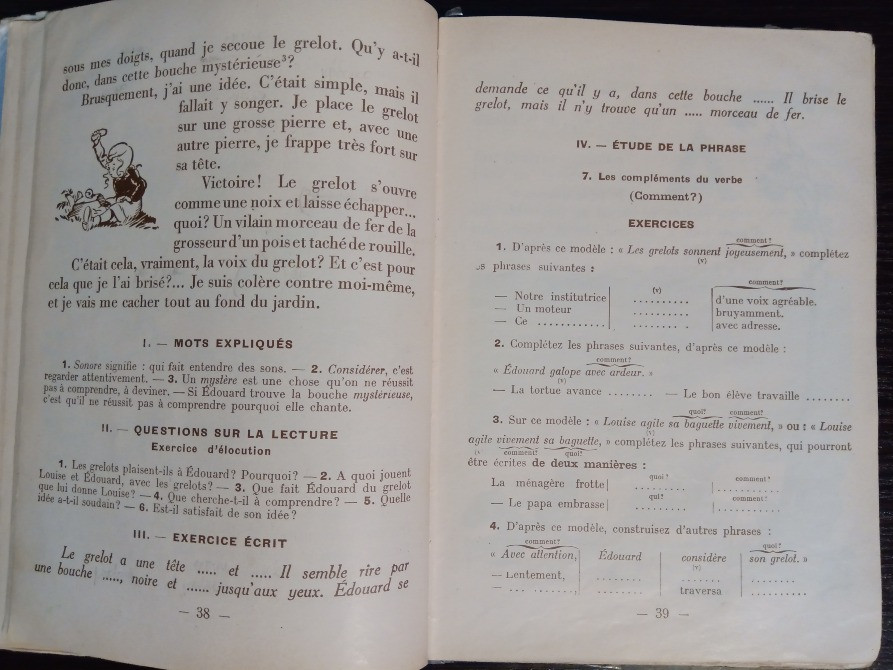 sous mes doigts, quand je secoue le grelot. Qu'y a-t-il
donc, dans cette bouche mystérieuse³?
Brusquement, j'ai une idée. C'était simple, mais il
fallait y songer. Je place le grelot
sur une grosse pierre et, avec une
autre pierre, je frappe très fort sur
sa tête.
Victoire! Le grelot s'ouvre
comme une noix et laisse échapper...
quoi? Un vilain morceau de fer de la
grosseur d'un pois et taché de rouille.
C'était cela, vraiment, la voix du grelot? Et c'est pour
cela que je l'ai brisé?... Je suis colère contre moi-même,
et je vais me cacher tout au fond du jardin.
I. — MOTS EXPLIQUÉS
1. Sonore signifie : qui fait entendre des sons. — 2. Considérer, c'est
regarder attentivement. — 3. Un mystère est une chose qu'on ne réussit
pas à comprendre, à deviner. — Si Édouard trouve la bouche mystérieuse,
c'est qu'il ne réussit pas à comprendre pourquoi elle chante.
II. — QUESTIONS SUR LA LECTURE
Exercice d'élocution
1. Les grelots plaisent-ils à Édouard? Pourquoi? — 2. A quoi jouent
Louise et Édouard, avec les grelots? — 3. Que fait Édouard du grelot
que lui donne Louise? — 4. Que cherche-t-il à comprendre? — 5. Quelle
idée a-t-il soudain? — 6. Est-il satisfait de son idée?
III. — EXERCICE ÉCRIT
Le grelot a une tête ..... et ..... Il semble rire par
une bouche ....., noire et ...... jusqu'aux yeux. Édouard se
— 38 —
demande ce qu'il y a, dans cette bouche ...... Il brise le
grelot, mais il n'y trouve qu'un ..... morceau de fer.
IV. — ÉTUDE DE LA PHRASE
7. Les compléments du verbe
(Comment?)
EXERCICES
comment?
1. D'après ce modèle : « Les grelots sonnent joyeusement, » complétez
(v)
es phrases suivantes :
(v) comment?
— Notre institutrice .......... d'une voix agréable.
— Un moteur .......... bruyamment.
— Ce ............ .......... avec adresse.
2. Complétez les phrases suivantes, d'après ce modèle :
comment?
« Édouard galope avec ardeur. »
(v)
— La tortue avance ........ — Le bon élève travaille ........
quoi? comment?
3. Sur ce modèle : « Louise agile sa baguette vivement, » ou : « Louise
(v)
agile vivement sa baguette, » complétez les phrases suivantes, qui pourront
comment? quoi?
être écrites de deux manières :
quoi? comment?
La ménagère frotte ......... ...........
qui? comment?
— Le papa embrasse ......... ...........
4. D'après ce modèle, construisez d'autres phrases :
comment? quoi?
« Avec attention, Édouard considère son grelot. »
(v)
— Lentement, ........ ........ ........
— ... ........, ........ traversa ..........
— 39 —